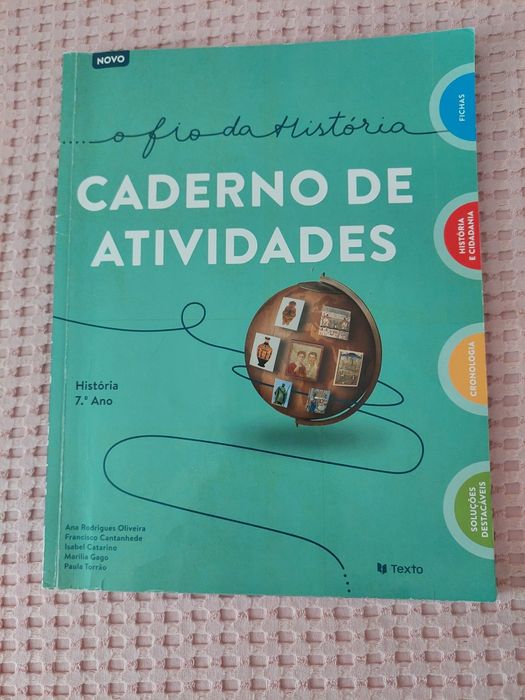 NOVO
o fio da História
CADERNO DE
ATIVIDADES
FICHAS
HISTÓRIA
E CIDADANIA
CRONOLOGIA
SOLUÇÕES
DESTACÁVEIS
História
7.º Ano
Ana Rodrigues Oliveira
Francisco Cantanhede
Isabel Catarino
Marília Gago
Paula Torrão
Texto